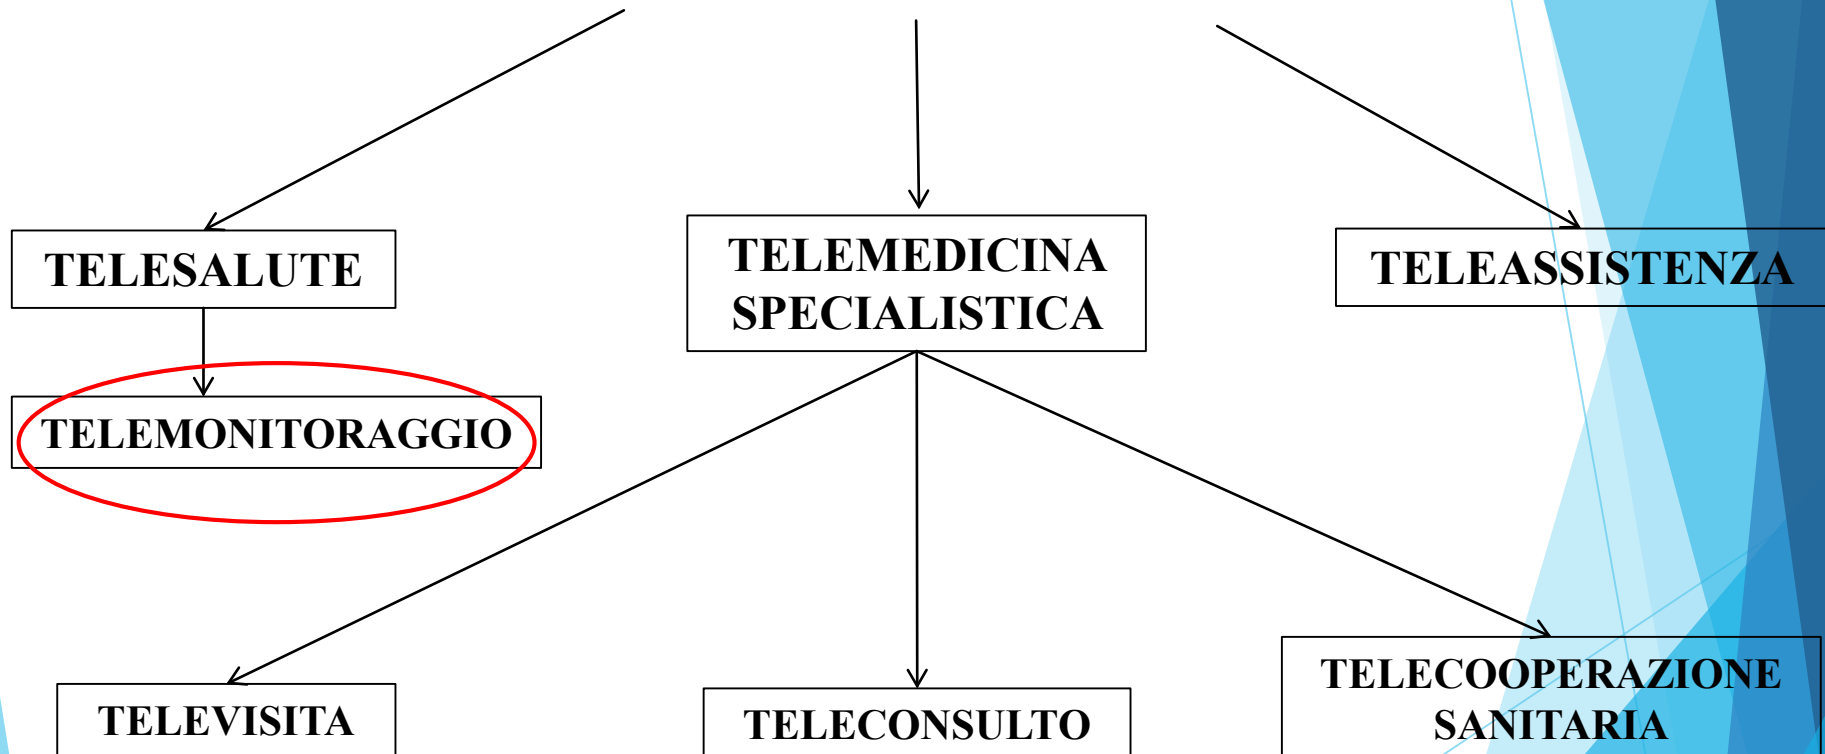 TELESALUTE
TELEMEDICINA
SPECIALISTICA
TELEASSISTENZA
TELEMONITORAGGIO
TELEVISITA
TELECONSULTO
TELECOOPERAZIONE
SANITARIA